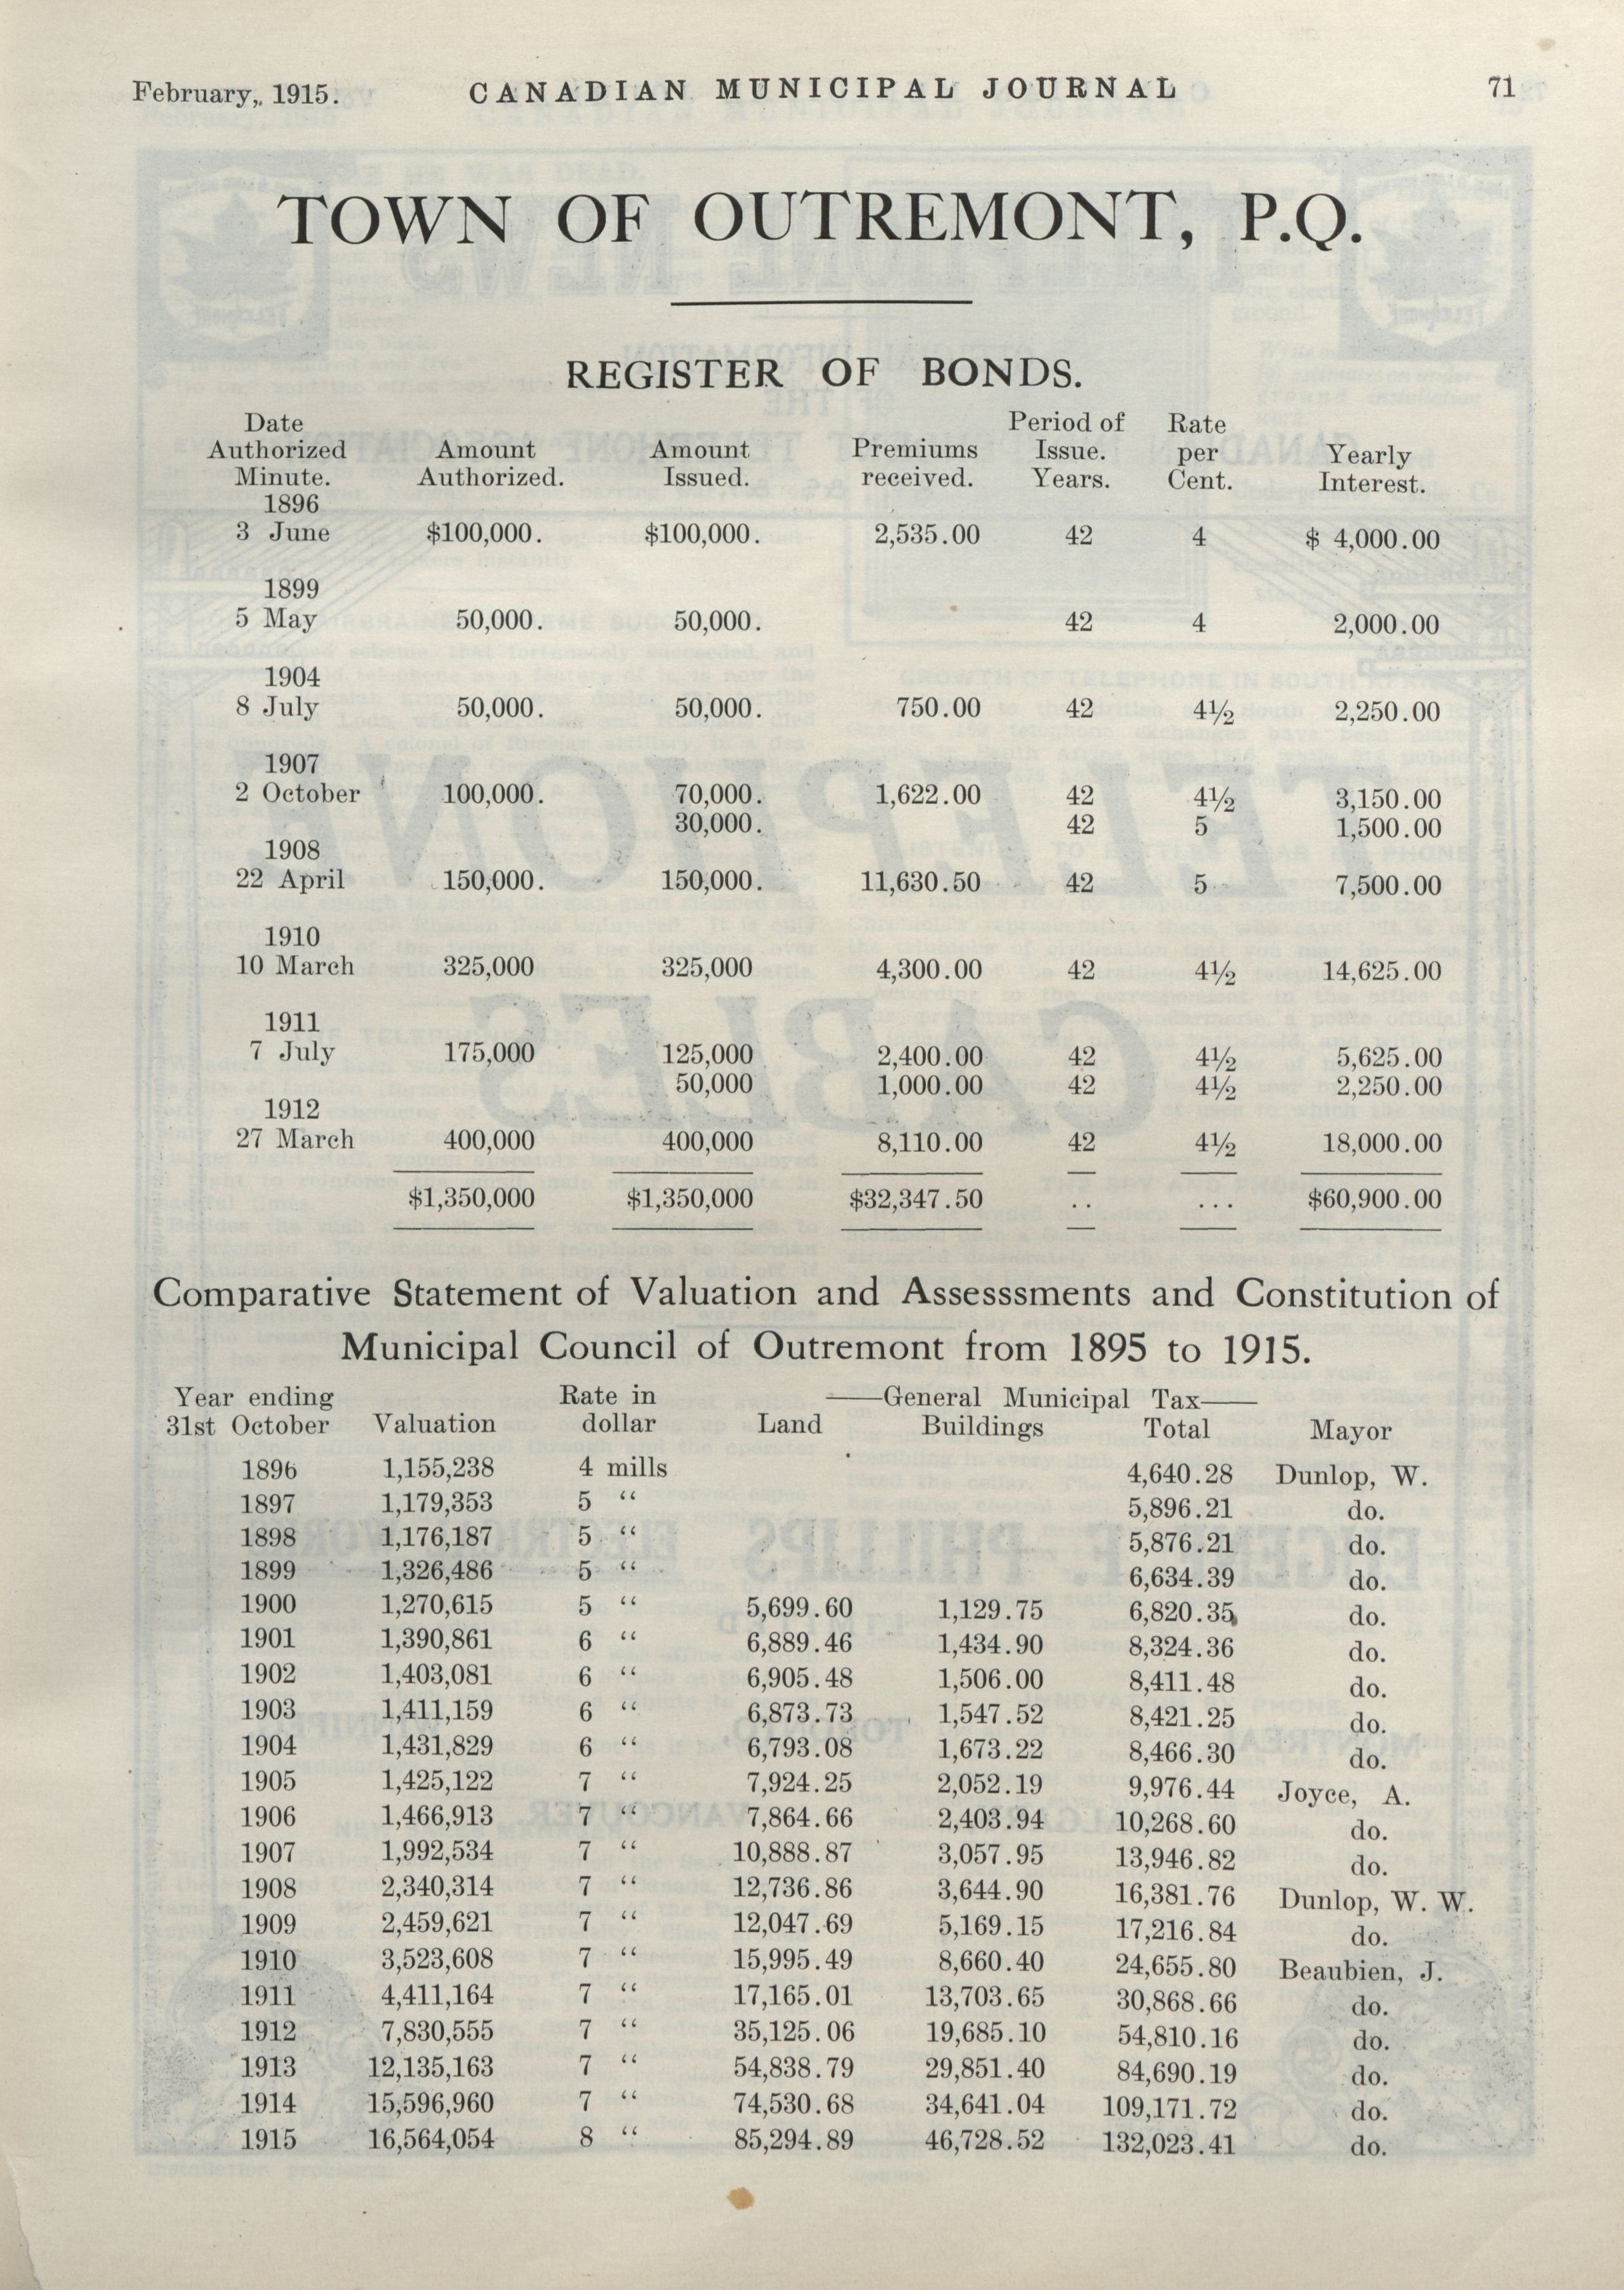 February,, 1915. CANADIAN MUNICIPAL JOURNAL 71
TOWN OF OUTREMONT, P.Q.
REGISTER OF BONDS.
Date Authorized Minute. Amount Authorized. Amount Issued. Premiums received. Period of Issue. Years. Rate per Cent. Yearly Interest.
1896
3 June $100,000. $100,000. 2,535.00 42 4 $ 4,000.00
1899
5 May 50,000. 50,000. 42 4 2,000.00
1904
8 July 50,000. 50,000. 750.00 42 4½ 2,250.00
1907
2 October 100,000. 70,000. 1,622.00 42 4½ 3,150.00
30,000. 42 5 1,500.00
1908
22 April 150,000. 150,000. 11,630.50 42 5 7,500.00
1910
10 March 325,000 325,000 4,300.00 42 4½ 14,625.00
1911
7 July 175,000 125,000 2,400.00 42 4½ 5,625.00
50,000 1,000.00 42 4½ 2,250.00
1912
27 March 400,000 400,000 8,110.00 42 4½ 18,000.00
$1,350,000 $1,350,000 $32,347.50 .. ... $60,900.00
Comparative Statement of Valuation and Assesssments and Constitution of
Municipal Council of Outremont from 1895 to 1915.
Year ending Rate in ——General Municipal Tax——
31st October Valuation dollar Land Buildings Total Mayor
1896 1,155,238 4 mills 4,640.28 Dunlop, W.
1897 1,179,353 5 “ 5,896.21 do.
1898 1,176,187 5 “ 5,876.21 do.
1899 1,326,486 5 “ 6,634.39 do.
1900 1,270,615 5 “ 5,699.60 1,129.75 6,820.35 do.
1901 1,390,861 6 “ 6,889.46 1,434.90 8,324.36 do.
1902 1,403,081 6 “ 6,905.48 1,506.00 8,411.48 do.
1903 1,411,159 6 “ 6,873.73 1,547.52 8,421.25 do.
1904 1,431,829 6 “ 6,793.08 1,673.22 8,466.30 do.
1905 1,425,122 7 “ 7,924.25 2,052.19 9,976.44 Joyce, A.
1906 1,466,913 7 “ 7,864.66 2,403.94 10,268.60 do.
1907 1,992,534 7 “ 10,888.87 3,057.95 13,946.82 do.
1908 2,340,314 7 “ 12,736.86 3,644.90 16,381.76 Dunlop, W. W.
1909 2,459,621 7 “ 12,047.69 5,169.15 17,216.84 do.
1910 3,523,608 7 “ 15,995.49 8,660.40 24,655.80 Beaubien, J.
1911 4,411,164 7 “ 17,165.01 13,703.65 30,868.66 do.
1912 7,830,555 7 “ 35,125.06 19,685.10 54,810.16 do.
1913 12,135,163 7 “ 54,838.79 29,851.40 84,690.19 do.
1914 15,596,960 7 “ 74,530.68 34,641.04 109,171.72 do.
1915 16,564,054 8 “ 85,294.89 46,728.52 132,023.41 do.